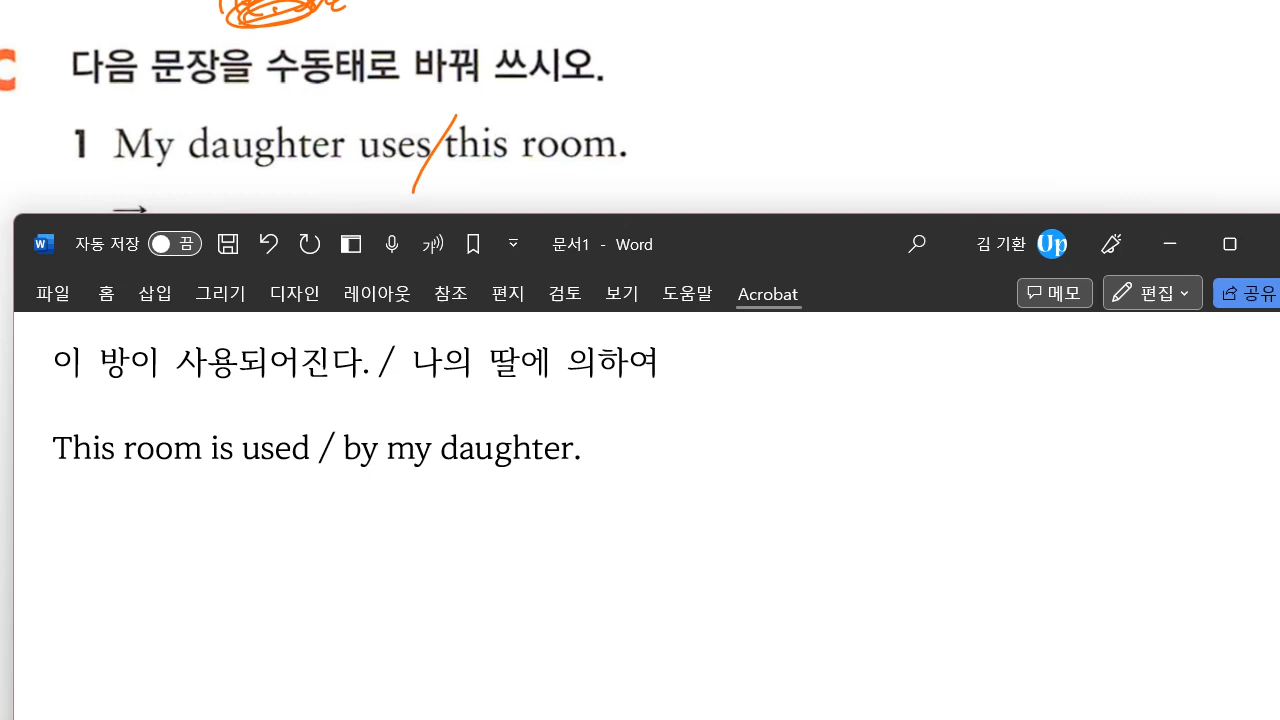 다음 문장을 수동태로 바꿔 쓰시오.
1 My daughter uses/this room.
→
자동 저장 끔 문서1 - Word 김 기환 Up
파일 홈 삽입 그리기 디자인 레이아웃 참조 편지 검토 보기 도움말 Acrobat 메모 편집 공유
이 방이 사용되어진다. / 나의 딸에 의하여
This room is used / by my daughter.